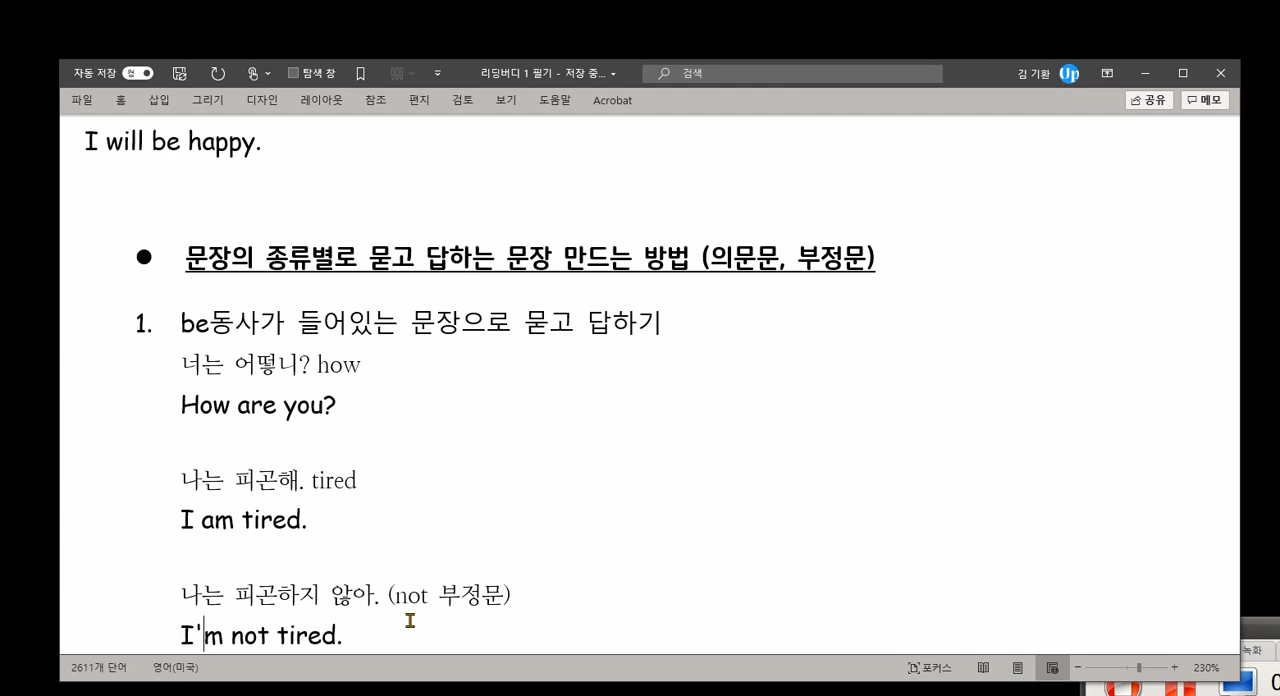 자동 저장 컴 탐색 창 리딩버디 1 필기 - 저장 중... 검색 김 기환 Up
파일 홈 삽입 그리기 디자인 레이아웃 참조 편지 검토 보기 도움말 Acrobat 공유 메모
I will be happy.
● 문장의 종류별로 묻고 답하는 문장 만드는 방법 (의문문, 부정문)
1. be동사가 들어있는 문장으로 묻고 답하기
너는 어떻니? how
How are you?
나는 피곤해. tired
I am tired.
나는 피곤하지 않아. (not 부정문)
I'm not tired.
녹화
2611개 단어 영어(미국) 포커스 230%